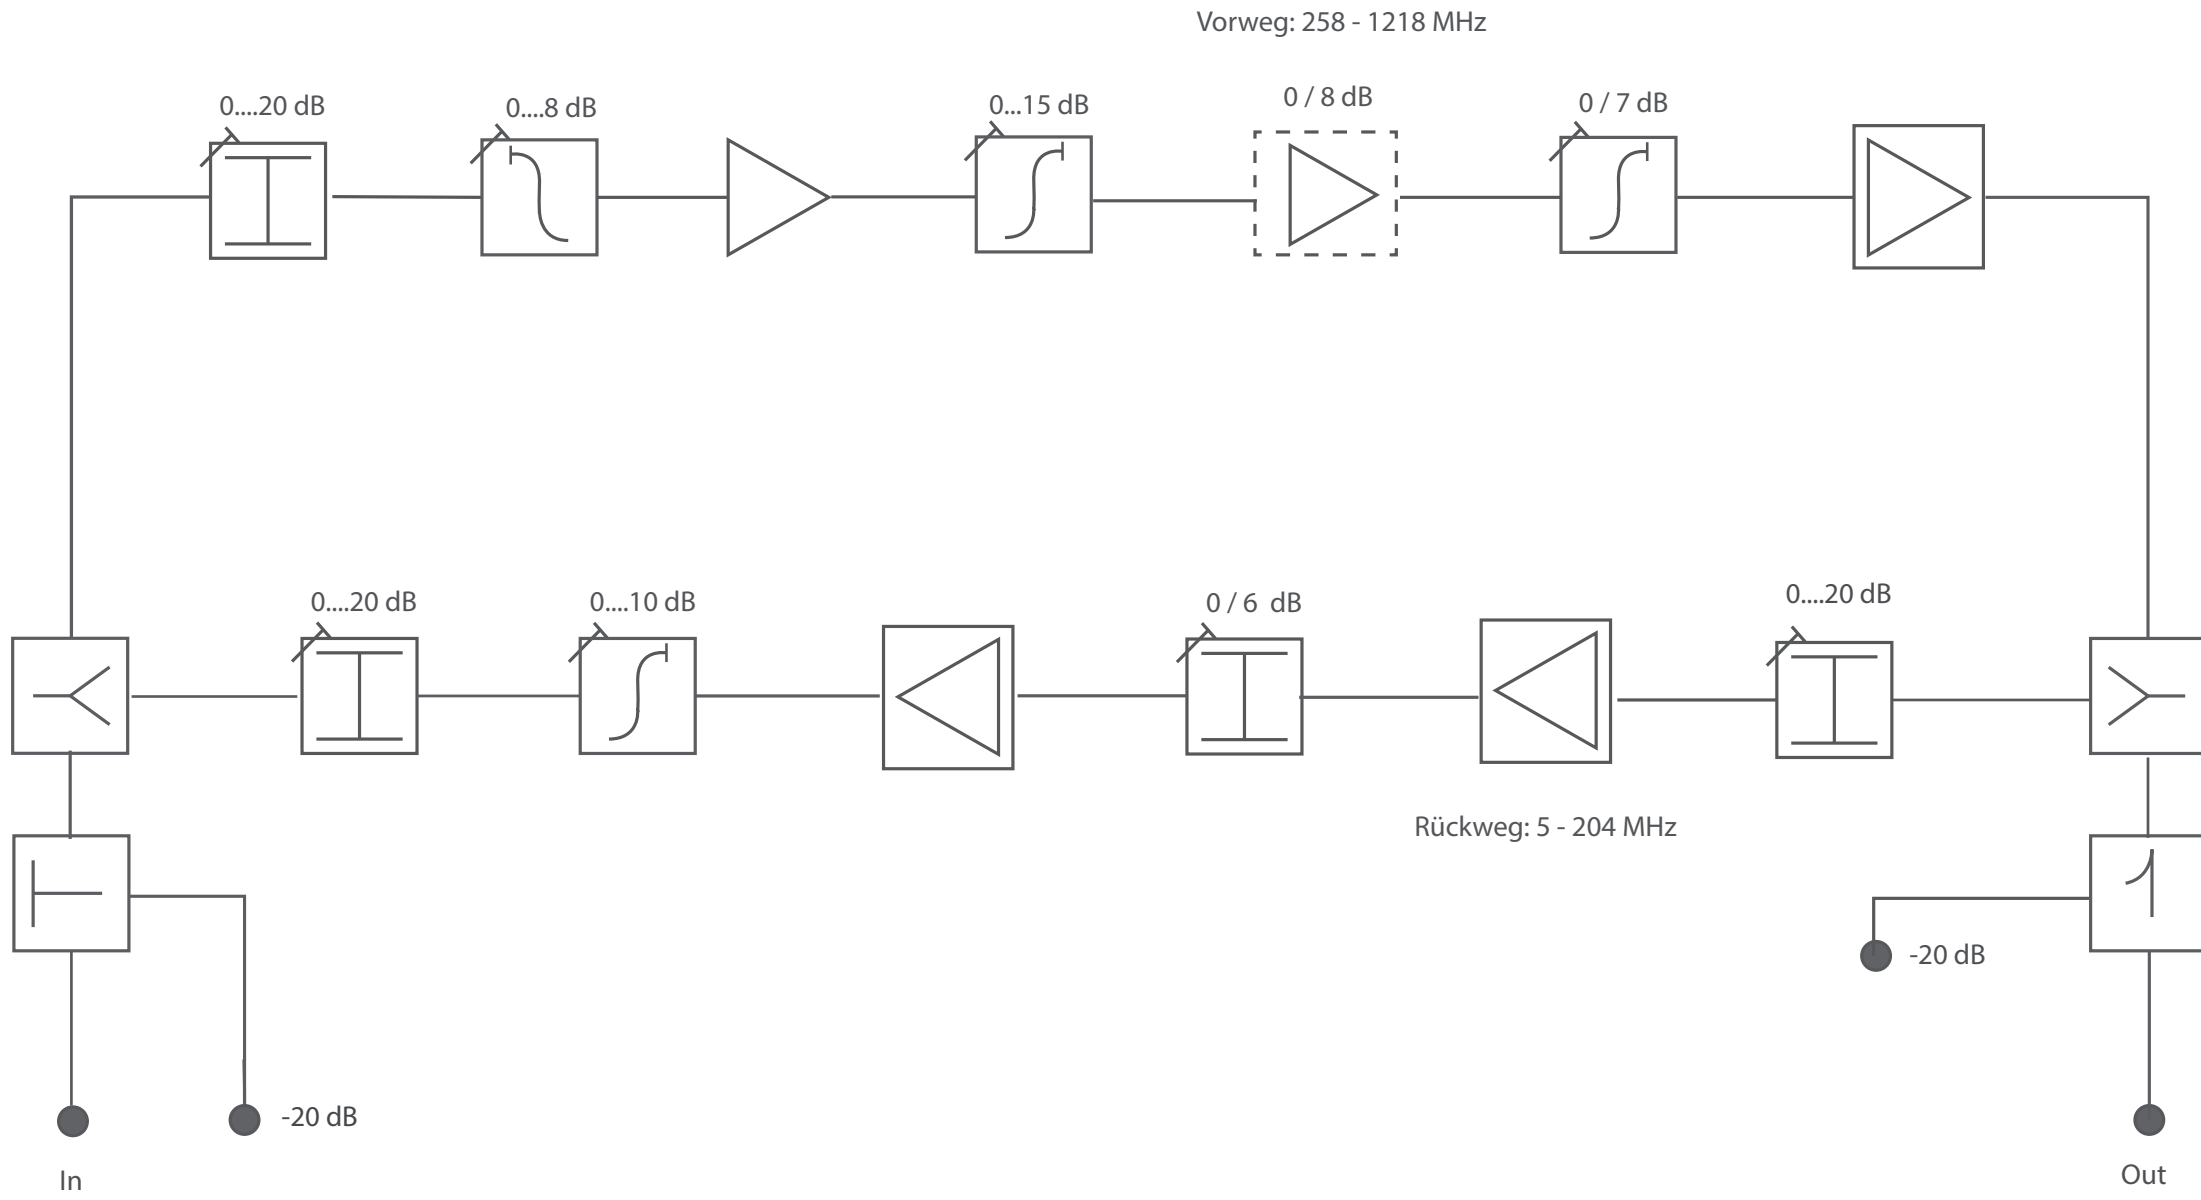 Vorweg: 258 - 1218 MHz
0....20 dB
0....8 dB
0...15 dB
0 / 8 dB
0 / 7 dB
0....20 dB
0....10 dB
0 / 6  dB
0....20 dB
Rückweg: 5 - 204 MHz
-20 dB
-20 dB
In
Out